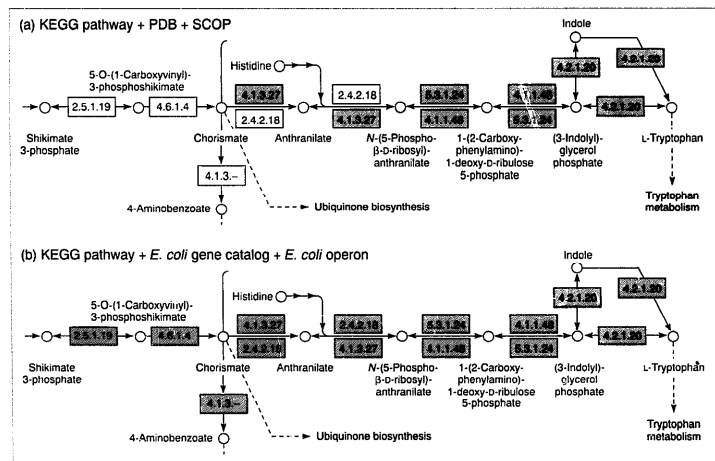 (a) KEGG pathway + PDB + SCOP
Indole
5-O-(1-Carboxyvinyl)-
3-phosphoshikimate
Histidine
4.2.1.20
4.2.1.20
4.1.3.27
2.4.2.18
5.3.1.24
4.1.1.48
2.5.1.19
4.6.1.4
4.2.1.20
2.4.2.18
4.1.3.27
4.1.1.48
5.3.1.24
Shikimate
3-phosphate
Chorismate
Anthranilate
N-(5-Phospho-
β-D-ribosyl)-
anthranilate
1-(2-Carboxy-
phenylamino)-
1-deoxy-D-ribulose
5-phosphate
(3-Indolyl)-
glycerol
phosphate
L-Tryptophan
4.1.3.–
4-Aminobenzoate
Ubiquinone biosynthesis
Tryptophan
metabolism
(b) KEGG pathway + E. coli gene catalog + E. coli operon
Indole
5-O-(1-Carboxyvinyl)-
3-phosphoshikimate
Histidine
4.2.1.20
4.2.1.20
4.1.3.27
2.4.2.18
5.3.1.24
4.1.1.48
2.5.1.19
4.6.1.4
4.2.1.20
2.4.2.18
4.1.3.27
4.1.1.48
5.3.1.24
Shikimate
3-phosphate
Chorismate
Anthranilate
N-(5-Phospho-
β-D-ribosyl)-
anthranilate
1-(2-Carboxy-
phenylamino)-
1-deoxy-D-ribulose
5-phosphate
(3-Indolyl)-
glycerol
phosphate
L-Tryptophan
4.1.3.–
4-Aminobenzoate
Ubiquinone biosynthesis
Tryptophan
metabolism